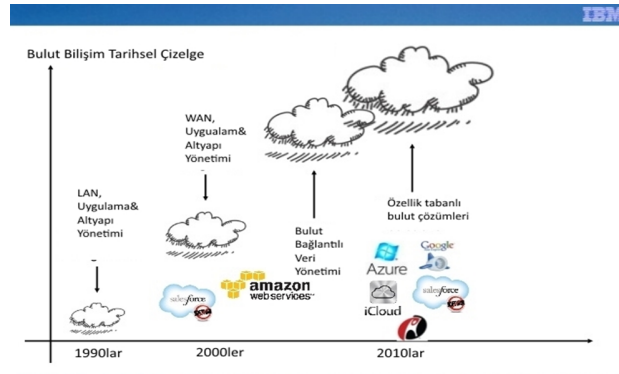 IBM
Bulut Bilişim Tarihsel Çizelge
WAN,
Uygualam&
Altyapı
Yönetimi
LAN,
Uygulama&
Altyapı
Yönetimi
Özellik tabanlı
bulut çözümleri
Bulut
Bağlantılı
Veri
Yönetimi
Azure
Google
iCloud
salesforce
salesforce
amazon
webservices™
1990lar
2000ler
2010lar